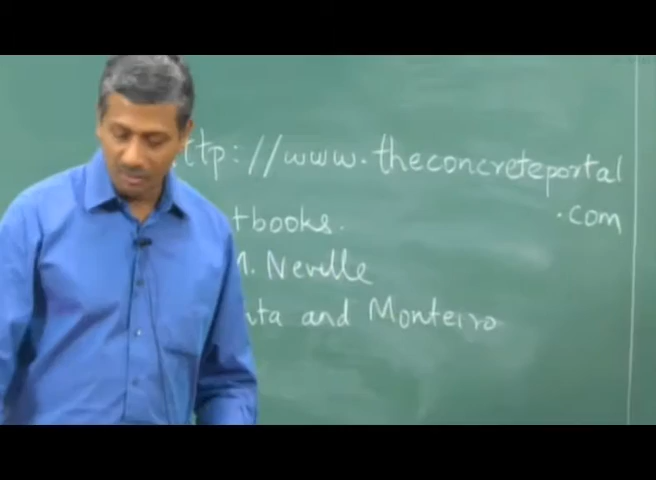 ttp://www.theconcreteportal
.com
tbooks.
M. Neville
ta and Monteiro